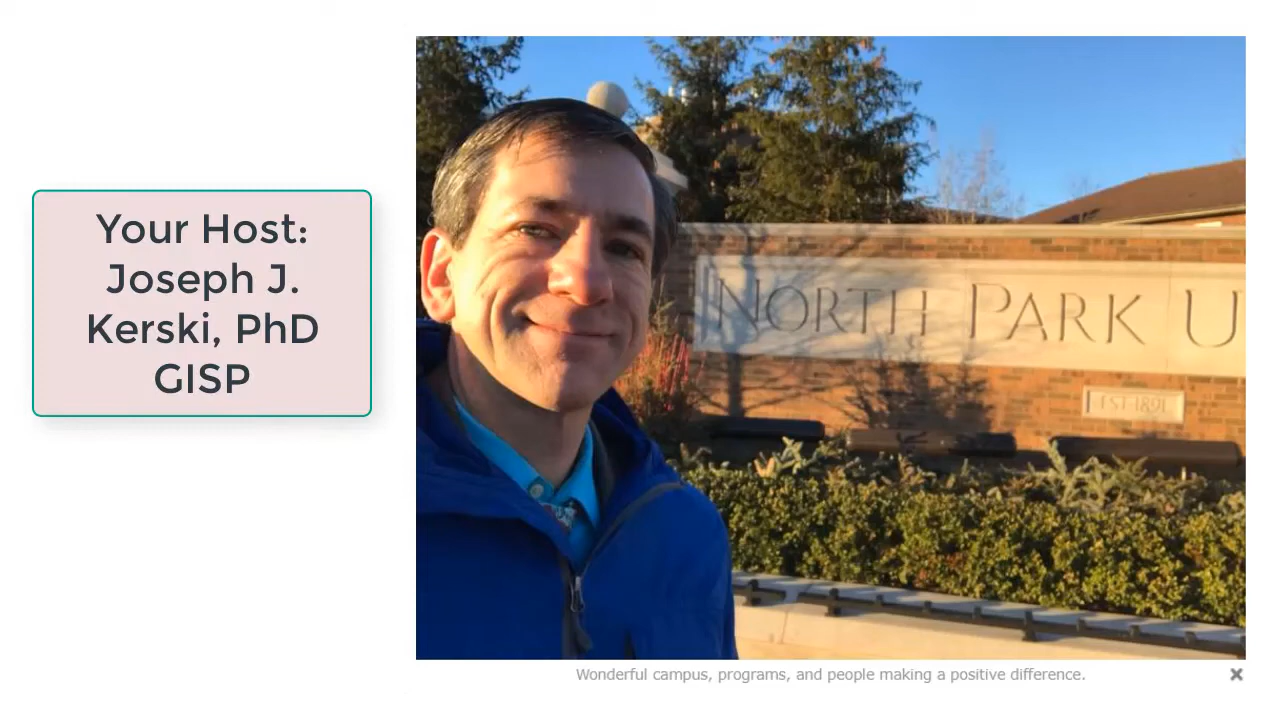 Your Host:
Joseph J.
Kerski, PhD
GISP
NORTH PARK U
EST 1891
Wonderful campus, programs, and people making a positive difference.